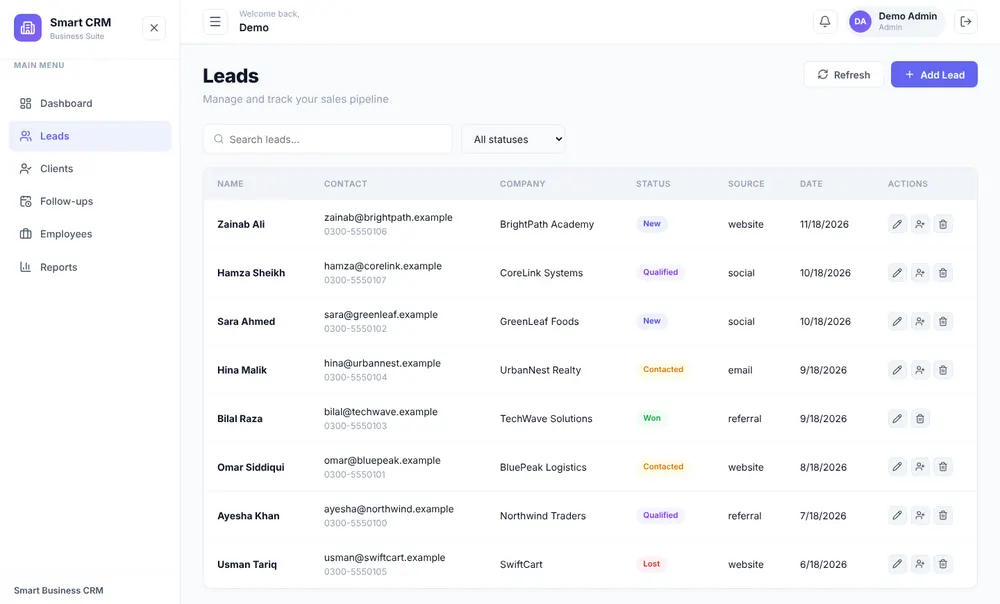 Smart CRM
Business Suite
MAIN MENU
Dashboard
Leads
Clients
Follow-ups
Employees
Reports
Smart Business CRM
Welcome back,
Demo
DA
Demo Admin
Admin
Leads
Manage and track your sales pipeline
Refresh
Add Lead
Search leads...
All statuses
NAME CONTACT COMPANY STATUS SOURCE DATE ACTIONS
Zainab Ali zainab@brightpath.example BrightPath Academy New website 11/18/2026
0300-5550106
Hamza Sheikh hamza@corelink.example CoreLink Systems Qualified social 10/18/2026
0300-5550107
Sara Ahmed sara@greenleaf.example GreenLeaf Foods New social 10/18/2026
0300-5550102
Hina Malik hina@urbannest.example UrbanNest Realty Contacted email 9/18/2026
0300-5550104
Bilal Raza bilal@techwave.example TechWave Solutions Won referral 9/18/2026
0300-5550103
Omar Siddiqui omar@bluepeak.example BluePeak Logistics Contacted website 8/18/2026
0300-5550101
Ayesha Khan ayesha@northwind.example Northwind Traders Qualified referral 7/18/2026
0300-5550100
Usman Tariq usman@swiftcart.example SwiftCart Lost website 6/18/2026
0300-5550105